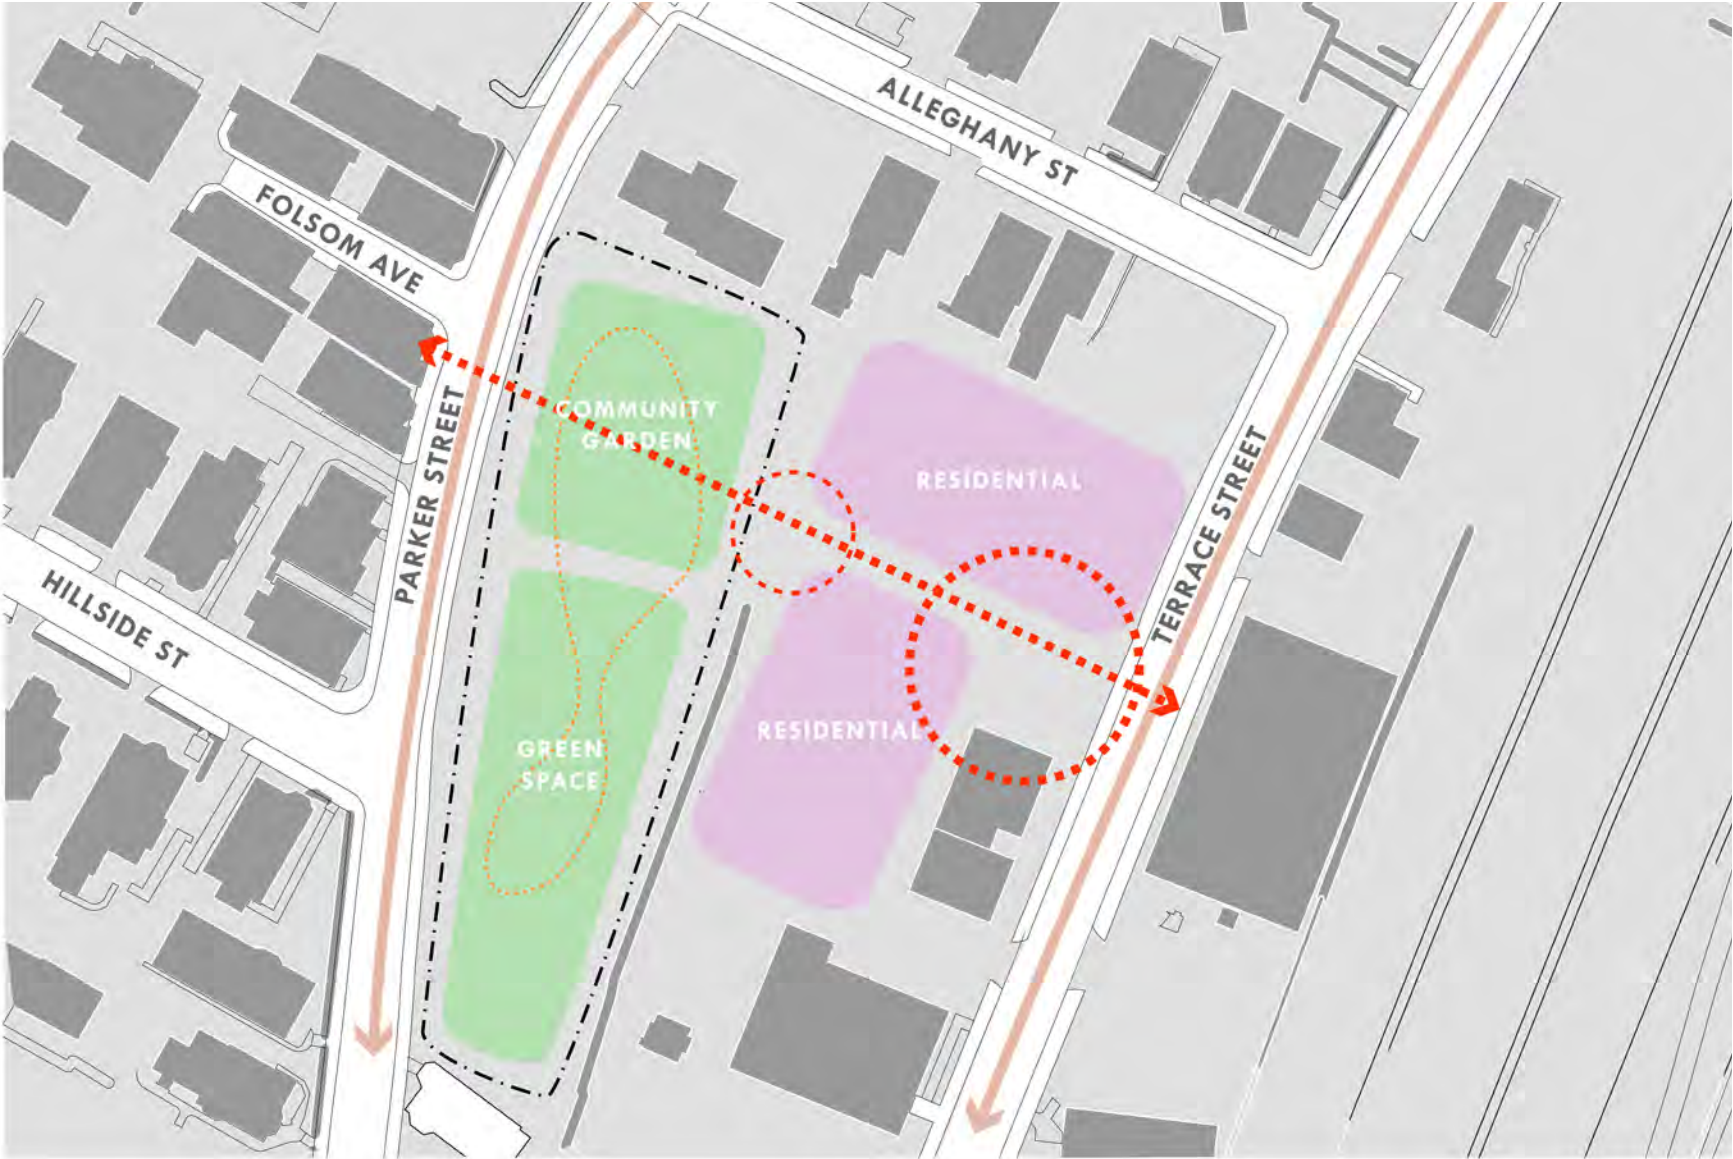 ALLEGHANY ST
FOLSOM AVE
COMMUNITY
GARDEN
RESIDENTIAL
PARKER STREET
TERRACE STREET
HILLSIDE ST
RESIDENTIAL
GREEN
SPACE